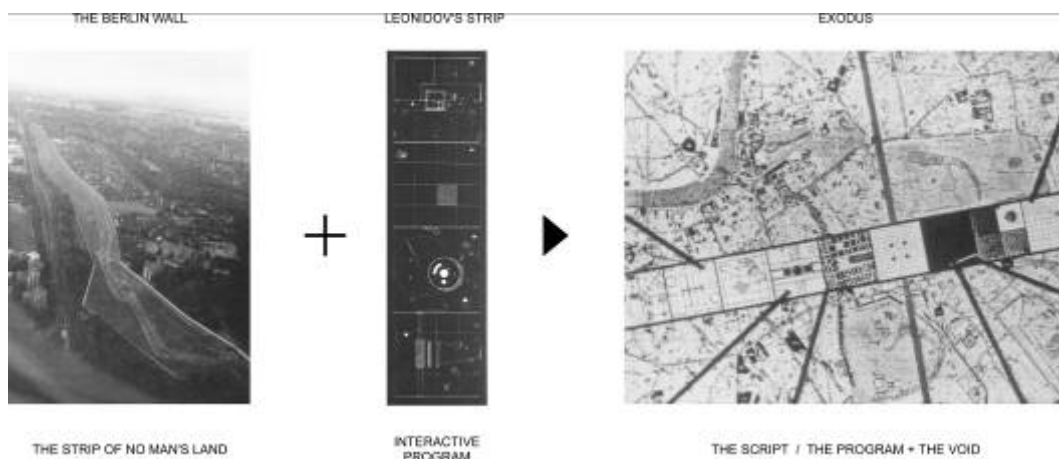 THE BERLIN WALL
LEONIDOV'S STRIP
EXODUS
THE STRIP OF NO MAN'S LAND
INTERACTIVE
PROGRAM
THE SCRIPT / THE PROGRAM + THE VOID